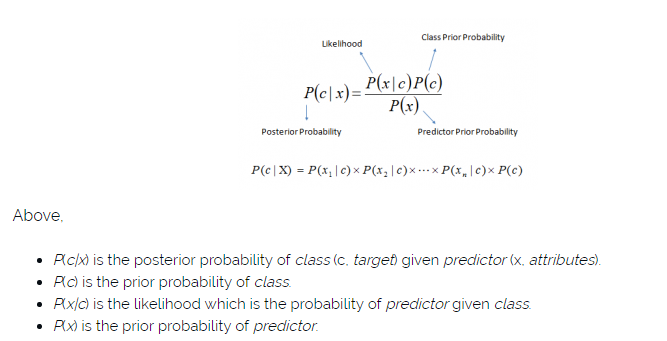 Likelihood
Class Prior Probability
P(c|x) = P(x|c)P(c) / P(x)
Posterior Probability
Predictor Prior Probability
P(c|X) = P(x₁|c) × P(x₂|c) × ··· × P(xₙ|c) × P(c)
Above,
• P(c|x) is the posterior probability of class (c, target) given predictor (x, attributes).
• P(c) is the prior probability of class.
• P(x|c) is the likelihood which is the probability of predictor given class.
• P(x) is the prior probability of predictor.